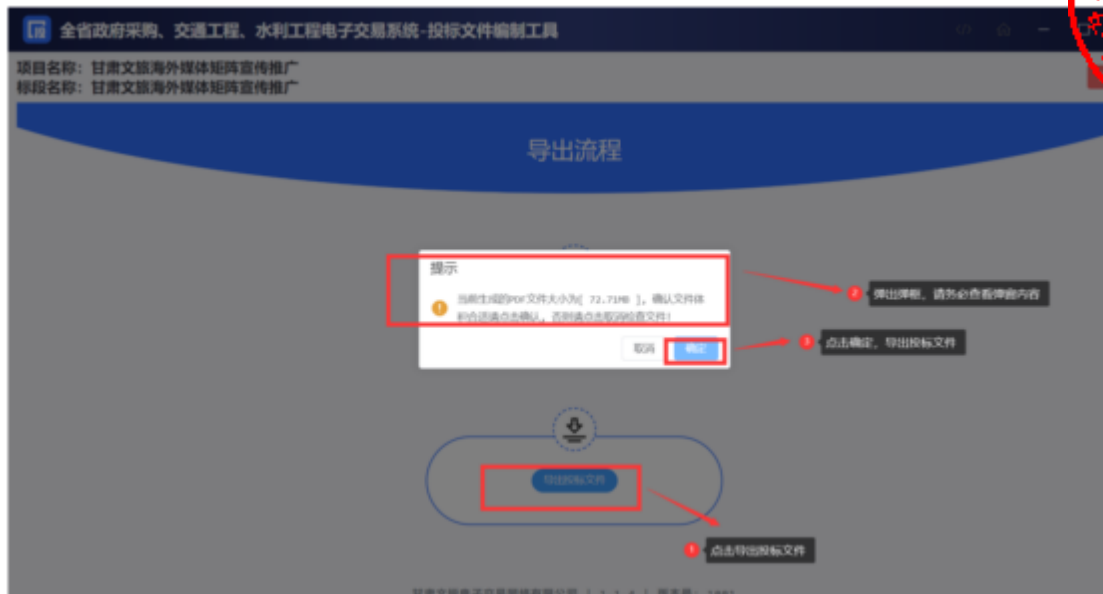 全省政府采购、交通工程、水利工程电子交易系统-投标文件编制工具
项目名称: 甘肃文旅海外媒体矩阵宣传推广
标段名称: 甘肃文旅海外媒体矩阵宣传推广
导出流程
提示
当前生成的PDF文件大小为[ 72.71MB ], 确认文件体
积合适请点击确认, 否则请点击取消检查文件!
取消 确定
2 弹出弹框, 请务必查看弹窗内容
3 点击确定, 导出投标文件
导出投标文件
1 点击导出投标文件